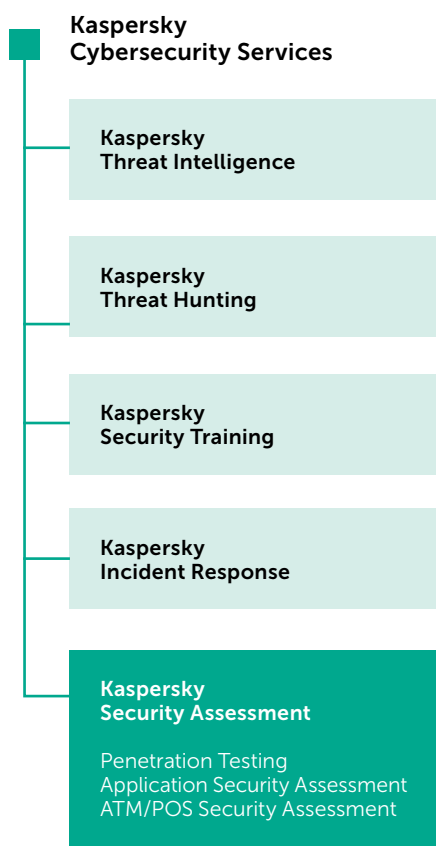 Kaspersky
Cybersecurity Services
Kaspersky
Threat Intelligence
Kaspersky
Threat Hunting
Kaspersky
Security Training
Kaspersky
Incident Response
Kaspersky
Security Assessment
Penetration Testing
Application Security Assessment
ATM/POS Security Assessment